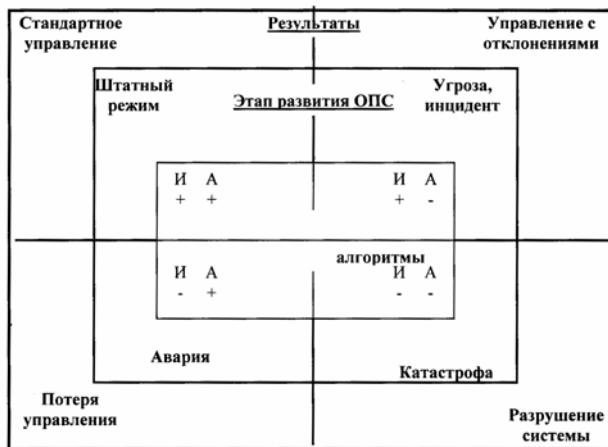 Стандартное
управление
Результаты
Управление с
отклонениями
Штатный
режим
Этап развития ОПС
Угроза,
инцидент
И А
+ +
И А
+ -
алгоритмы
И А
- +
И А
- -
Авария
Катастрофа
Потеря
управления
Разрушение
системы